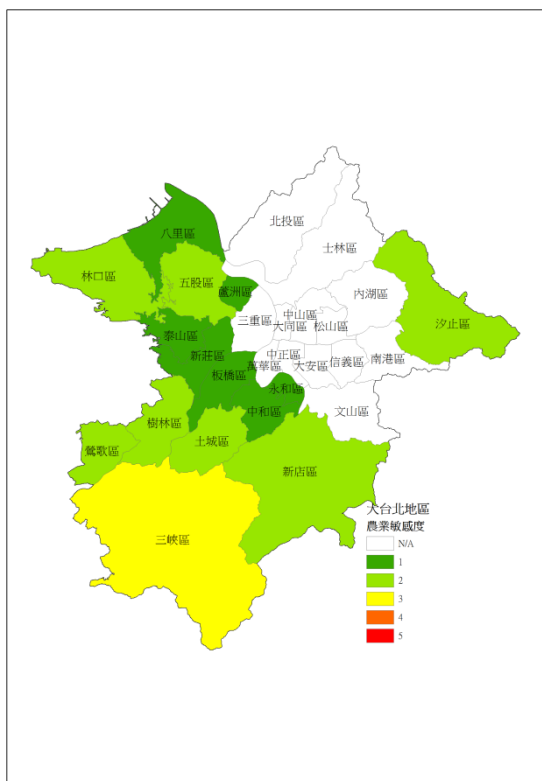 北投區
士林區
八里區
林口區
五股區
內湖區
蘆洲區
汐止區
三重區
中山區
大同區
松山區
泰山區
新莊區
中正區
萬華區
大安區
信義區
南港區
板橋區
永和區
中和區
文山區
樹林區
土城區
鶯歌區
新店區
三峽區
大台北地區
農業敏感度
N/A
1
2
3
4
5